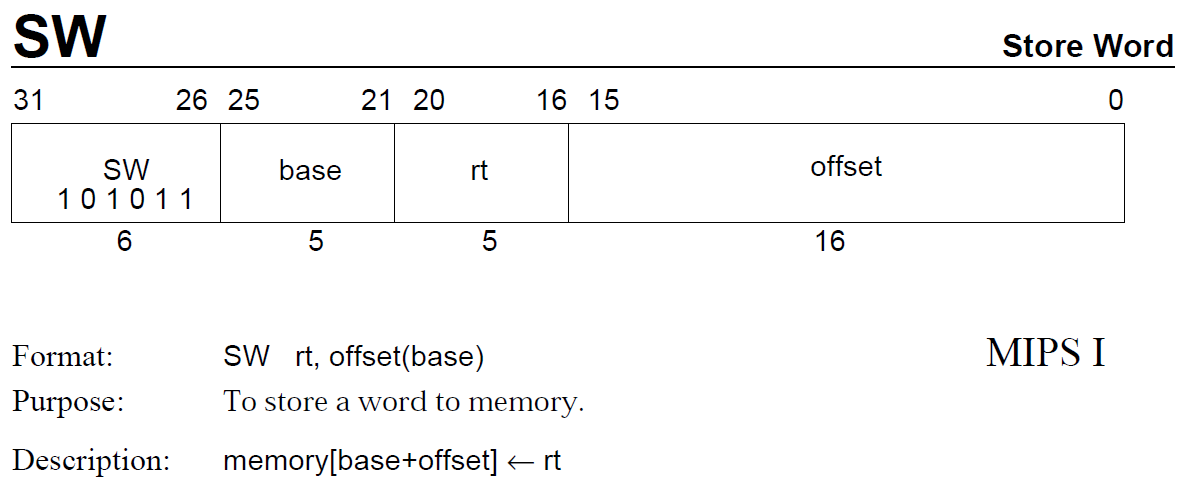 SW Store Word
31 26 25 21 20 16 15 0
SW base rt offset
1 0 1 0 1 1
6 5 5 16
Format: SW rt, offset(base) MIPS I
Purpose: To store a word to memory.
Description: memory[base+offset] ← rt